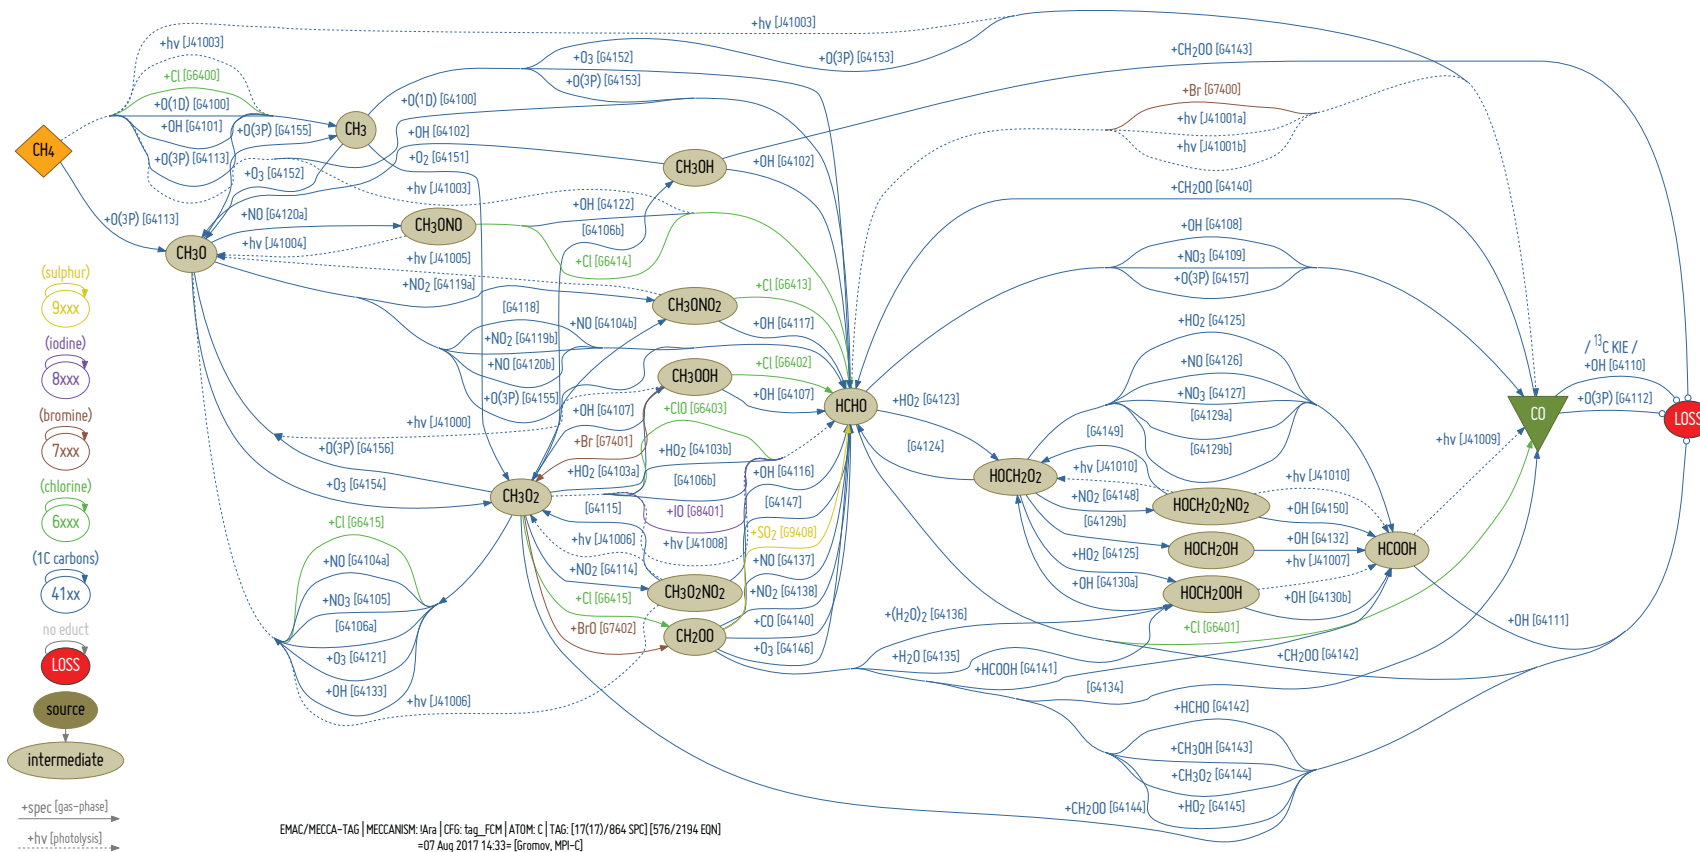 +hv [J41003]
+hv [J41003]
+O₃ [G4152]
+O(3P) [G4153]
+CH₂OO [G4143]
+Cl [G6400]
+O(3P) [G4153]
+Br [G7400]
+O(1D) [G4100]
+O(1D) [G4100]
+hv [J41001a]
+OH [G4101]
+O(3P) [G4155]
CH₃
+OH [G4102]
+hv [J41001b]
CH₄
+O(3P) [G4113]
+O₂ [G4151]
+OH [G4102]
+O₃ [G4152]
CH₃OH
+hv [J41003]
+CH₂OO [G4140]
+O(3P) [G4113]
+NO [G4120a]
+OH [G4122]
CH₃ONO
[G4106b]
+OH [G4108]
+hv [J41004]
CH₃O
+hv [J41005]
+Cl [G6414]
+NO₃ [G4109]
+O(3P) [G4157]
(sulphur)
+NO₂ [G4119a]
+Cl [G6413]
9xxx
[G4118]
CH₃ONO₂
+NO [G4104b]
+OH [G4117]
+HO₂ [G4125]
(iodine)
+NO₂ [G4119b]
/ ¹³C KIE /
8xxx
+NO [G4120b]
+Cl [G6402]
+NO [G4126]
+OH [G4110]
CH₃OOH
+OH [G4107]
+O(3P) [G4155]
+NO₃ [G4127]
+O(3P) [G4112]
(bromine)
+OH [G4107]
+ClO [G6403]
HCHO
+HO₂ [G4123]
[G4129a]
CO
LOSS
+hv [J41000]
+Br [G7401]
[G4149]
+hv [J41009]
7xxx
+O(3P) [G4156]
+HO₂ [G4103b]
[G4124]
[G4129b]
+HO₂ [G4103a]
+OH [G4116]
+hv [J41010]
+hv [J41010]
(chlorine)
+O₃ [G4154]
[G6106b]
HOCH₂O₂
6xxx
CH₃O₂
[G4115]
+IO [G8401]
[G4147]
+NO₂ [G4148]
HOCH₂O₂NO₂
+OH [G4150]
+Cl [G6415]
+SO₂ [G9408]
[G4129b]
+hv [J41006]
+hv [J41008]
+OH [G4132]
(1C carbons)
+NO [G4104a]
+NO₂ [G4114]
+NO [G4137]
+HO₂ [G4125]
HOCH₂OH
HCOOH
+hv [J41007]
41xx
+NO₃ [G4105]
+Cl [G6415]
CH₃O₂NO₂
+NO₂ [G4138]
+OH [G4130a]
HOCH₂OOH
+OH [G4130b]
no educt
[G4106a]
+BrO [G7402]
CH₂OO
+CO [G4140]
+(H₂O)₂ [G4136]
+Cl [G6401]
+OH [G4111]
LOSS
+O₃ [G4121]
+O₃ [G4146]
+H₂O [G4135]
+HCOOH [G4141]
+CH₂OO [G4142]
+OH [G4133]
+hv [J41006]
[G4134]
source
+HCHO [G4142]
intermediate
+CH₃OH [G4143]
+CH₃O₂ [G4144]
+spec [gas-phase]
+CH₂OO [G4144]
+HO₂ [G4145]
+hv [photolysis]
EMAC/MECCA-TAG | MECCANISM: !Ara | CFG: tag_FCM | ATOM: C | TAG: [17(17)/864 SPC] [576/2194 EQN]
=07 Aug 2017 14:33= [Gromov, MPI-C]